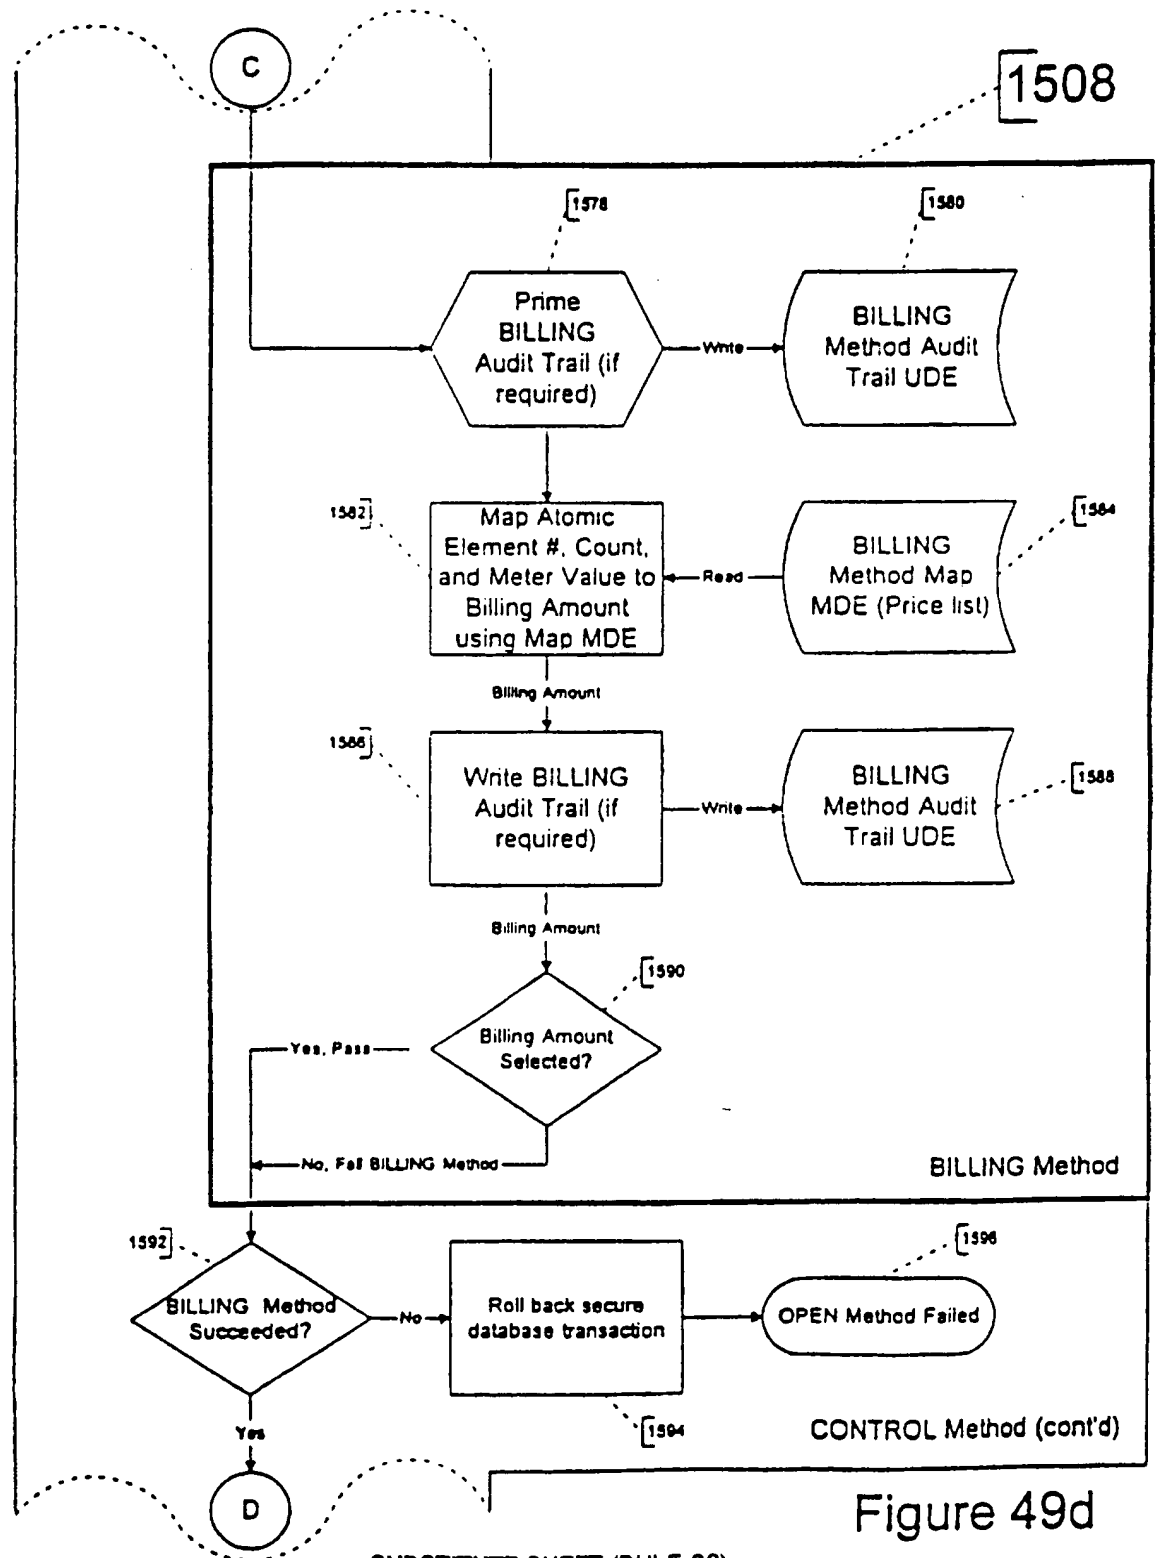 C
1508
1578
1580
Prime
BILLING
Audit Trail (if
required)
Write
BILLING
Method Audit
Trail UDE
1582
Map Atomic
Element #, Count,
and Meter Value to
Billing Amount
using Map MDE
Read
BILLING
Method Map
MDE (Price list)
1584
Billing Amount
1586
Write BILLING
Audit Trail (if
required)
Write
BILLING
Method Audit
Trail UDE
1588
Billing Amount
1590
Billing Amount
Selected?
Yes, Pass
No, Fail BILLING Method
BILLING Method
1592
BILLING Method
Succeeded?
No
Roll back secure
database transaction
1596
OPEN Method Failed
1594
Yes
CONTROL Method (cont'd)
D
Figure 49d